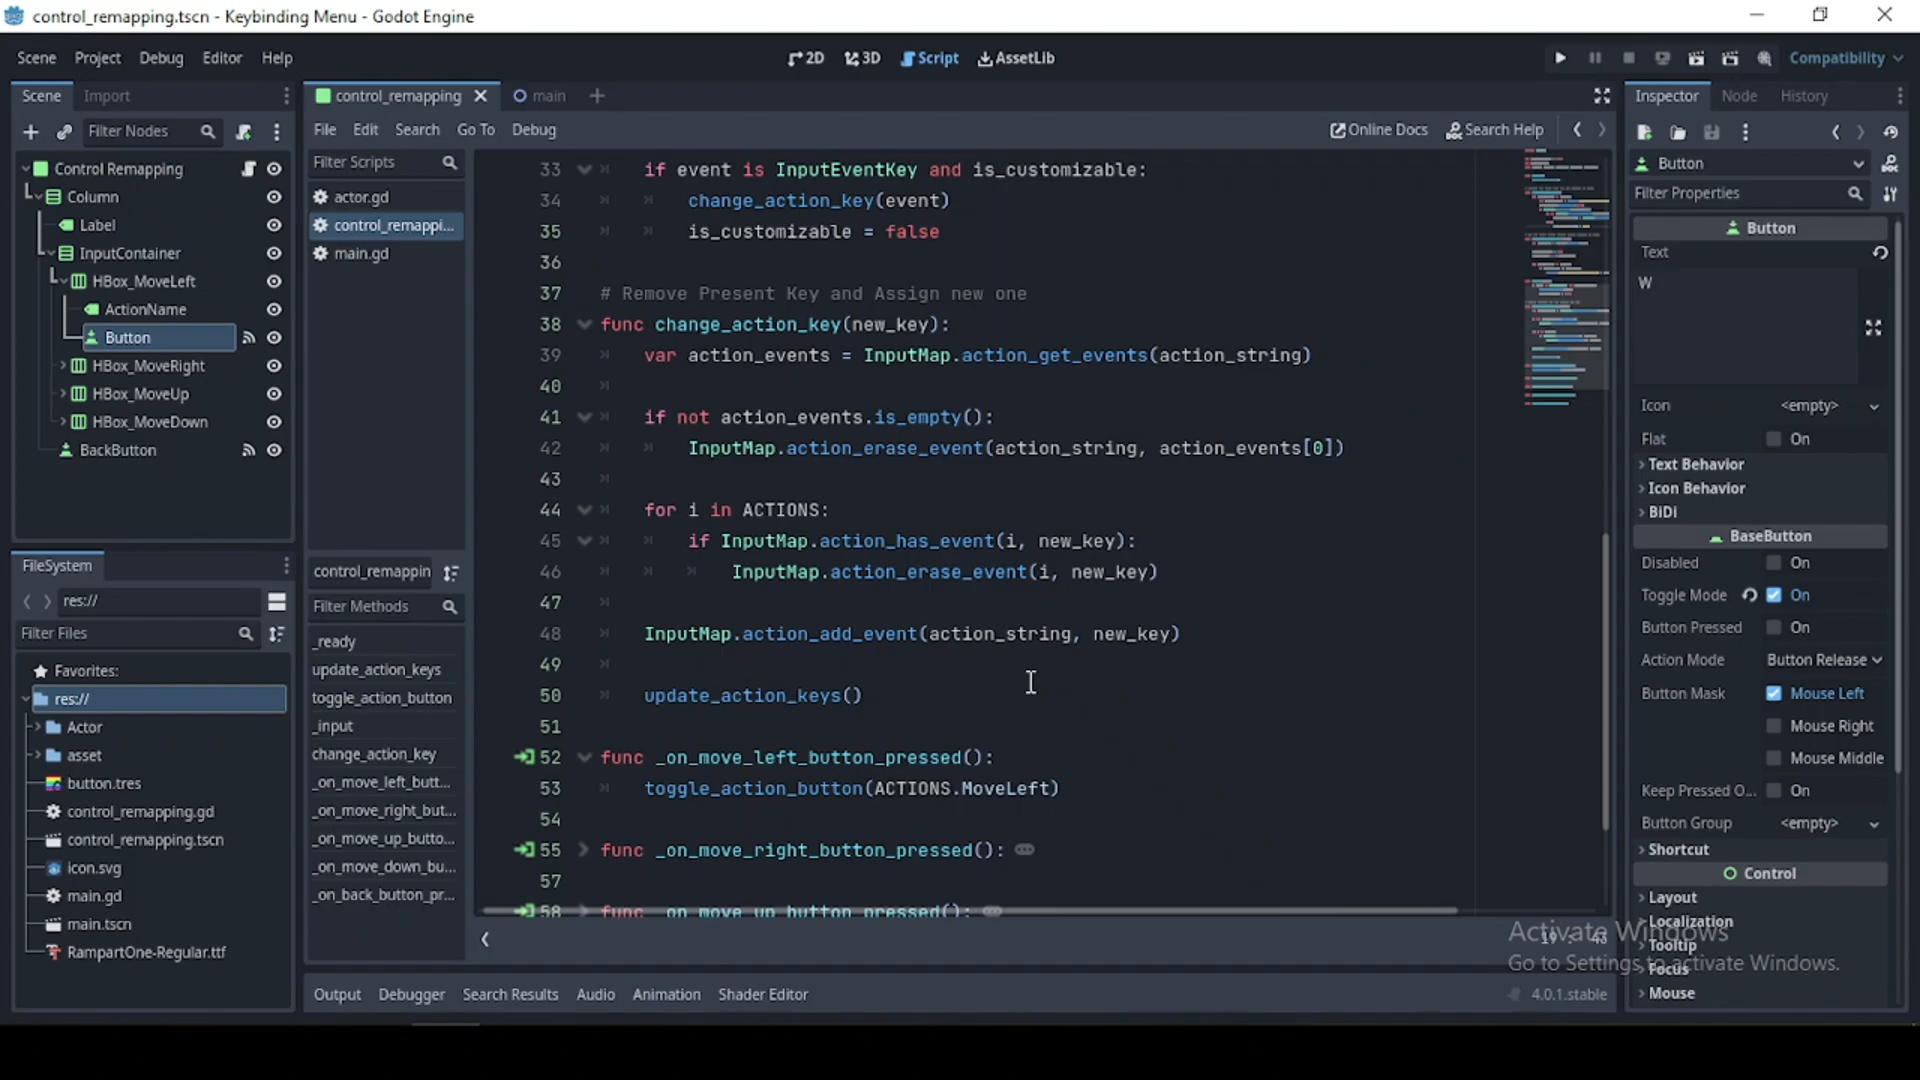 control_remapping.tscn - Keybinding Menu - Godot Engine
Scene Project Debug Editor Help
2D 3D Script AssetLib
Compatibility
Scene Import
Filter Nodes
Control Remapping
Column
Label
InputContainer
HBox_MoveLeft
ActionName
Button
HBox_MoveRight
HBox_MoveUp
HBox_MoveDown
BackButton
FileSystem
res://
Filter Files
Favorites:
res://
Actor
asset
button.tres
control_remapping.gd
control_remapping.tscn
icon.svg
main.gd
main.tscn
RampartOne-Regular.ttf
control_remapping main
File Edit Search Go To Debug
Online Docs Search Help
Filter Scripts
actor.gd
control_remappi...
main.gd
control_remappin
Filter Methods
_ready
update_action_keys
toggle_action_button
_input
change_action_key
_on_move_left_butt...
_on_move_right_but...
_on_move_up_butto...
_on_move_down_bu...
_on_back_button_pr...
33 if event is InputEventKey and is_customizable:
34 change_action_key(event)
35 is_customizable = false
36
37 # Remove Present Key and Assign new one
38 func change_action_key(new_key):
39 var action_events = InputMap.action_get_events(action_string)
40
41 if not action_events.is_empty():
42 InputMap.action_erase_event(action_string, action_events[0])
43
44 for i in ACTIONS:
45 if InputMap.action_has_event(i, new_key):
46 InputMap.action_erase_event(i, new_key)
47
48 InputMap.action_add_event(action_string, new_key)
49
50 update_action_keys()
51
52 func _on_move_left_button_pressed():
53 toggle_action_button(ACTIONS.MoveLeft)
54
55 func _on_move_right_button_pressed():
57
58 func _on_move_up_button_pressed():
19 : 43
Output Debugger Search Results Audio Animation Shader Editor
4.0.1.stable
Inspector Node History
Button
Filter Properties
Button
Text
W
Icon <empty>
Flat On
Text Behavior
Icon Behavior
BiDi
BaseButton
Disabled On
Toggle Mode On
Button Pressed On
Action Mode Button Release
Button Mask Mouse Left
Mouse Right
Mouse Middle
Keep Pressed O... On
Button Group <empty>
Shortcut
Control
Layout
Localization
Tooltip
Focus
Mouse
Activate Windows
Go to Settings to activate Windows.